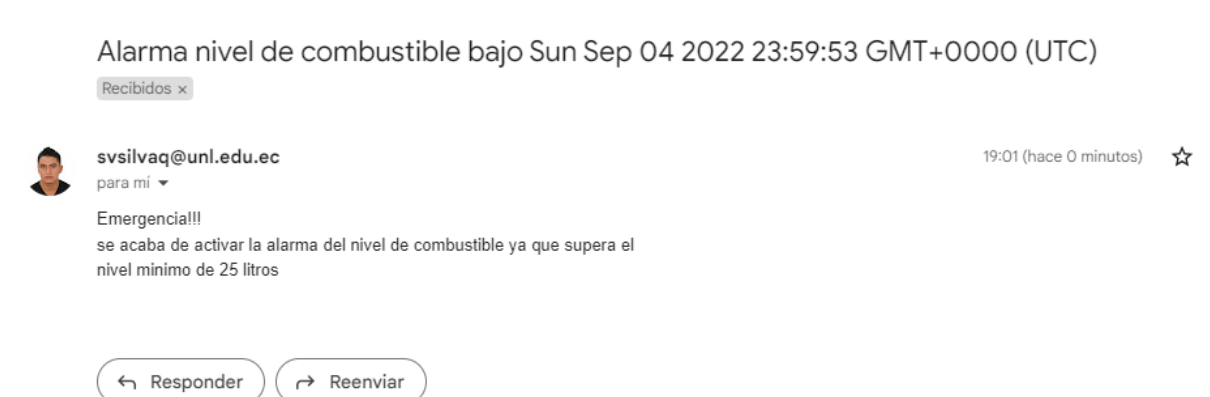 Alarma nivel de combustible bajo Sun Sep 04 2022 23:59:53 GMT+0000 (UTC)
Recibidos ×
svsilvaq@unl.edu.ec
19:01 (hace 0 minutos)
para mí
Emergencia!!!
se acaba de activar la alarma del nivel de combustible ya que supera el
nivel minimo de 25 litros
Responder
Reenviar